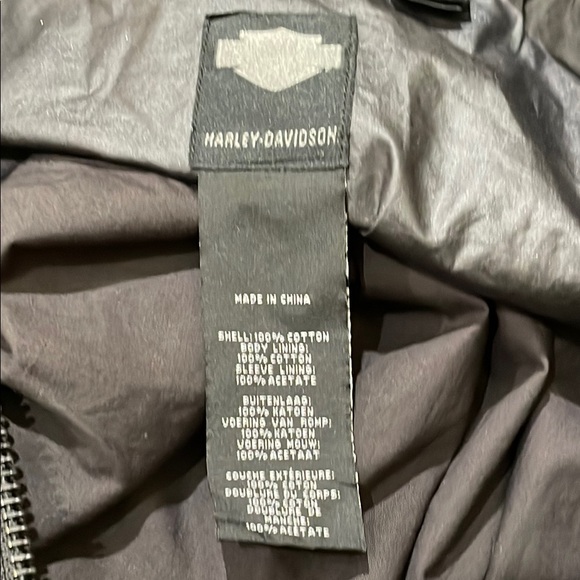 HARLEY-DAVIDSON
MADE IN CHINA
SHELL: 100% COTTON
BODY LINING:
100% COTTON
SLEEVE LINING:
100% ACETATE
BUITENLAAG:
100% KATOEN
VOERING VAN ROMP:
100% KATOEN
VOERING MOUW:
100% ACETAAT
COUCHE EXTÉRIEURE:
100% COTON
DOUBLURE DU CORPS:
100% COTON
DOUBLURE DE
MANCHE:
100% ACETATE